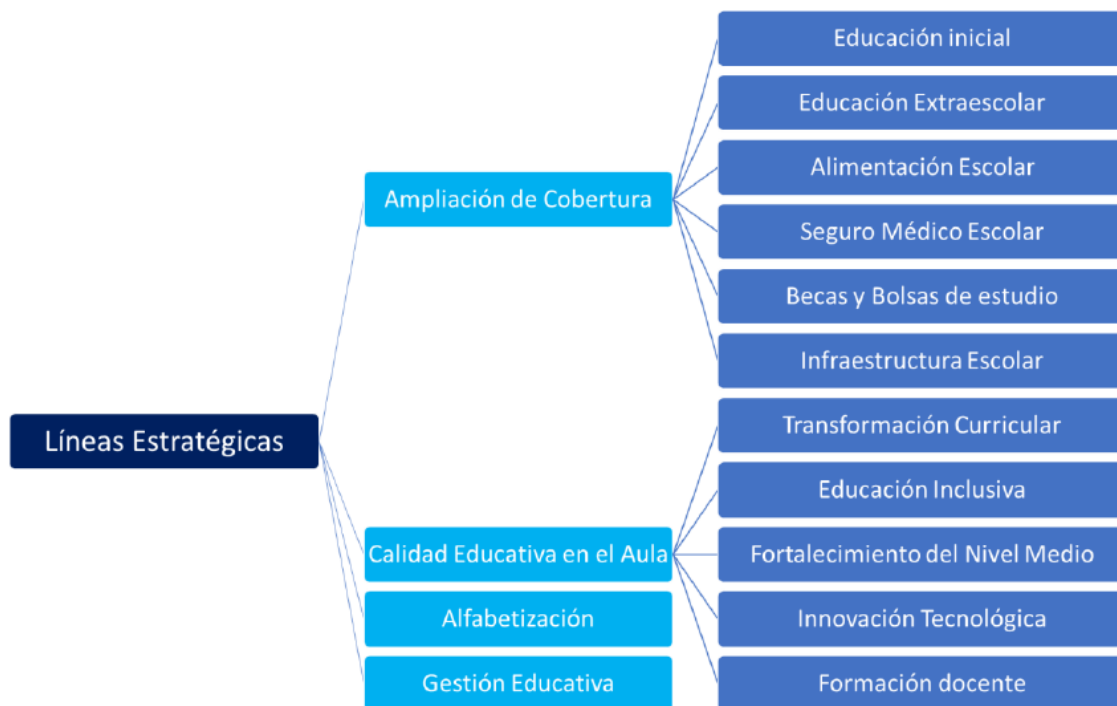 Líneas Estratégicas
Ampliación de Cobertura
Educación inicial
Educación Extraescolar
Alimentación Escolar
Seguro Médico Escolar
Becas y Bolsas de estudio
Infraestructura Escolar
Calidad Educativa en el Aula
Transformación Curricular
Educación Inclusiva
Fortalecimiento del Nivel Medio
Innovación Tecnológica
Formación docente
Alfabetización
Gestión Educativa